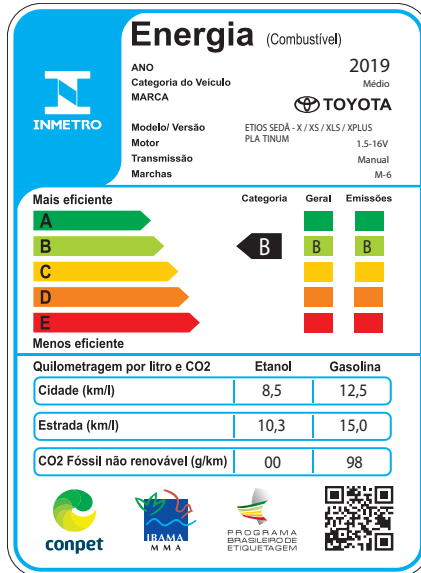 Energia (Combustível)
INMETRO
ANO 2019
Categoria do Veículo Médio
MARCA TOYOTA
Modelo/ Versão ETIOS SEDÃ - X / XS / XLS / XPLUS
PLA TINUM
Motor 1.5-16V
Transmissão Manual
Marchas M-6
Mais eficiente Categoria Geral Emissões
A
B B B B
C
D
E
Menos eficiente
Quilometragem por litro e CO2 Etanol Gasolina
Cidade (km/l) 8,5 12,5
Estrada (km/l) 10,3 15,0
CO2 Fóssil não renovável (g/km) 00 98
conpet
IBAMA
M M A
PROGRAMA
BRASILEIRO DE
ETIQUETAGEM